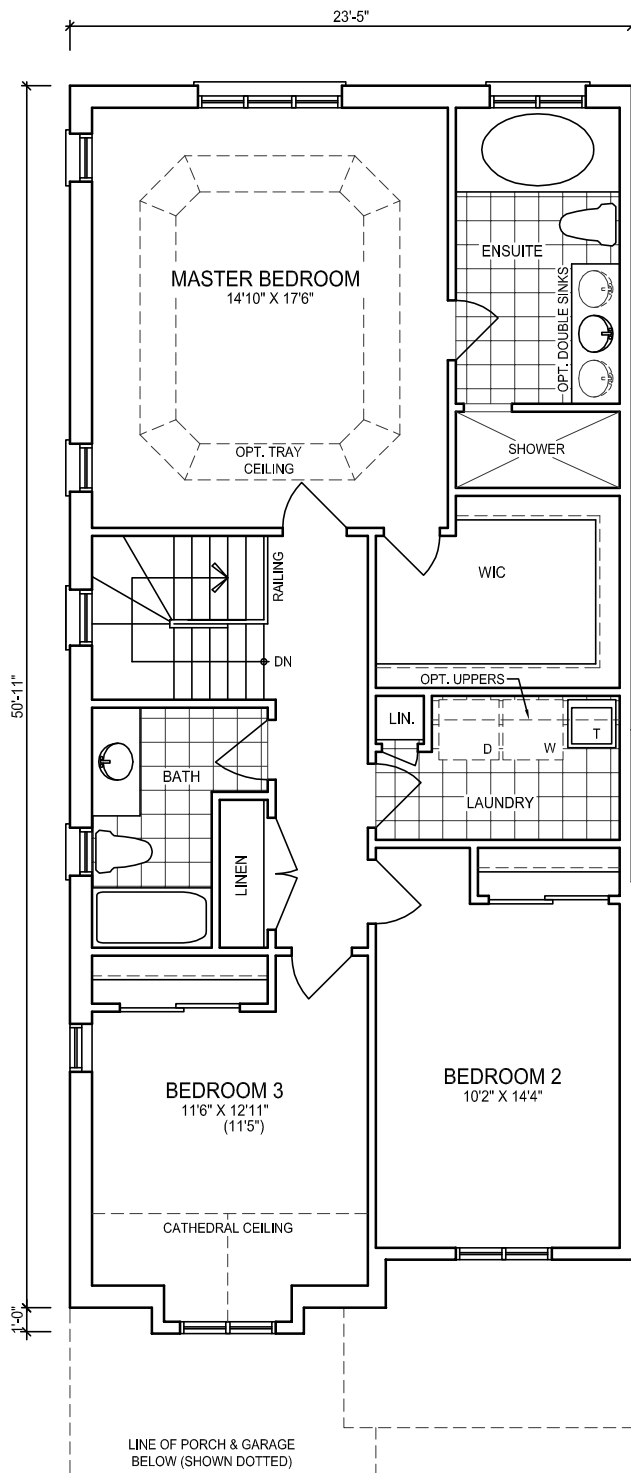 23'-5"
MASTER BEDROOM
14'10" X 17'6"
OPT. TRAY
CEILING
ENSUITE
OPT. DOUBLE SINKS
SHOWER
RAILING
DN
WIC
50'-11"
OPT. UPPERS
LIN.
D
W
T
LAUNDRY
BATH
LINEN
BEDROOM 3
11'6" X 12'11"
(11'5")
BEDROOM 2
10'2" X 14'4"
CATHEDRAL CEILING
1'-0"
LINE OF PORCH & GARAGE
BELOW (SHOWN DOTTED)